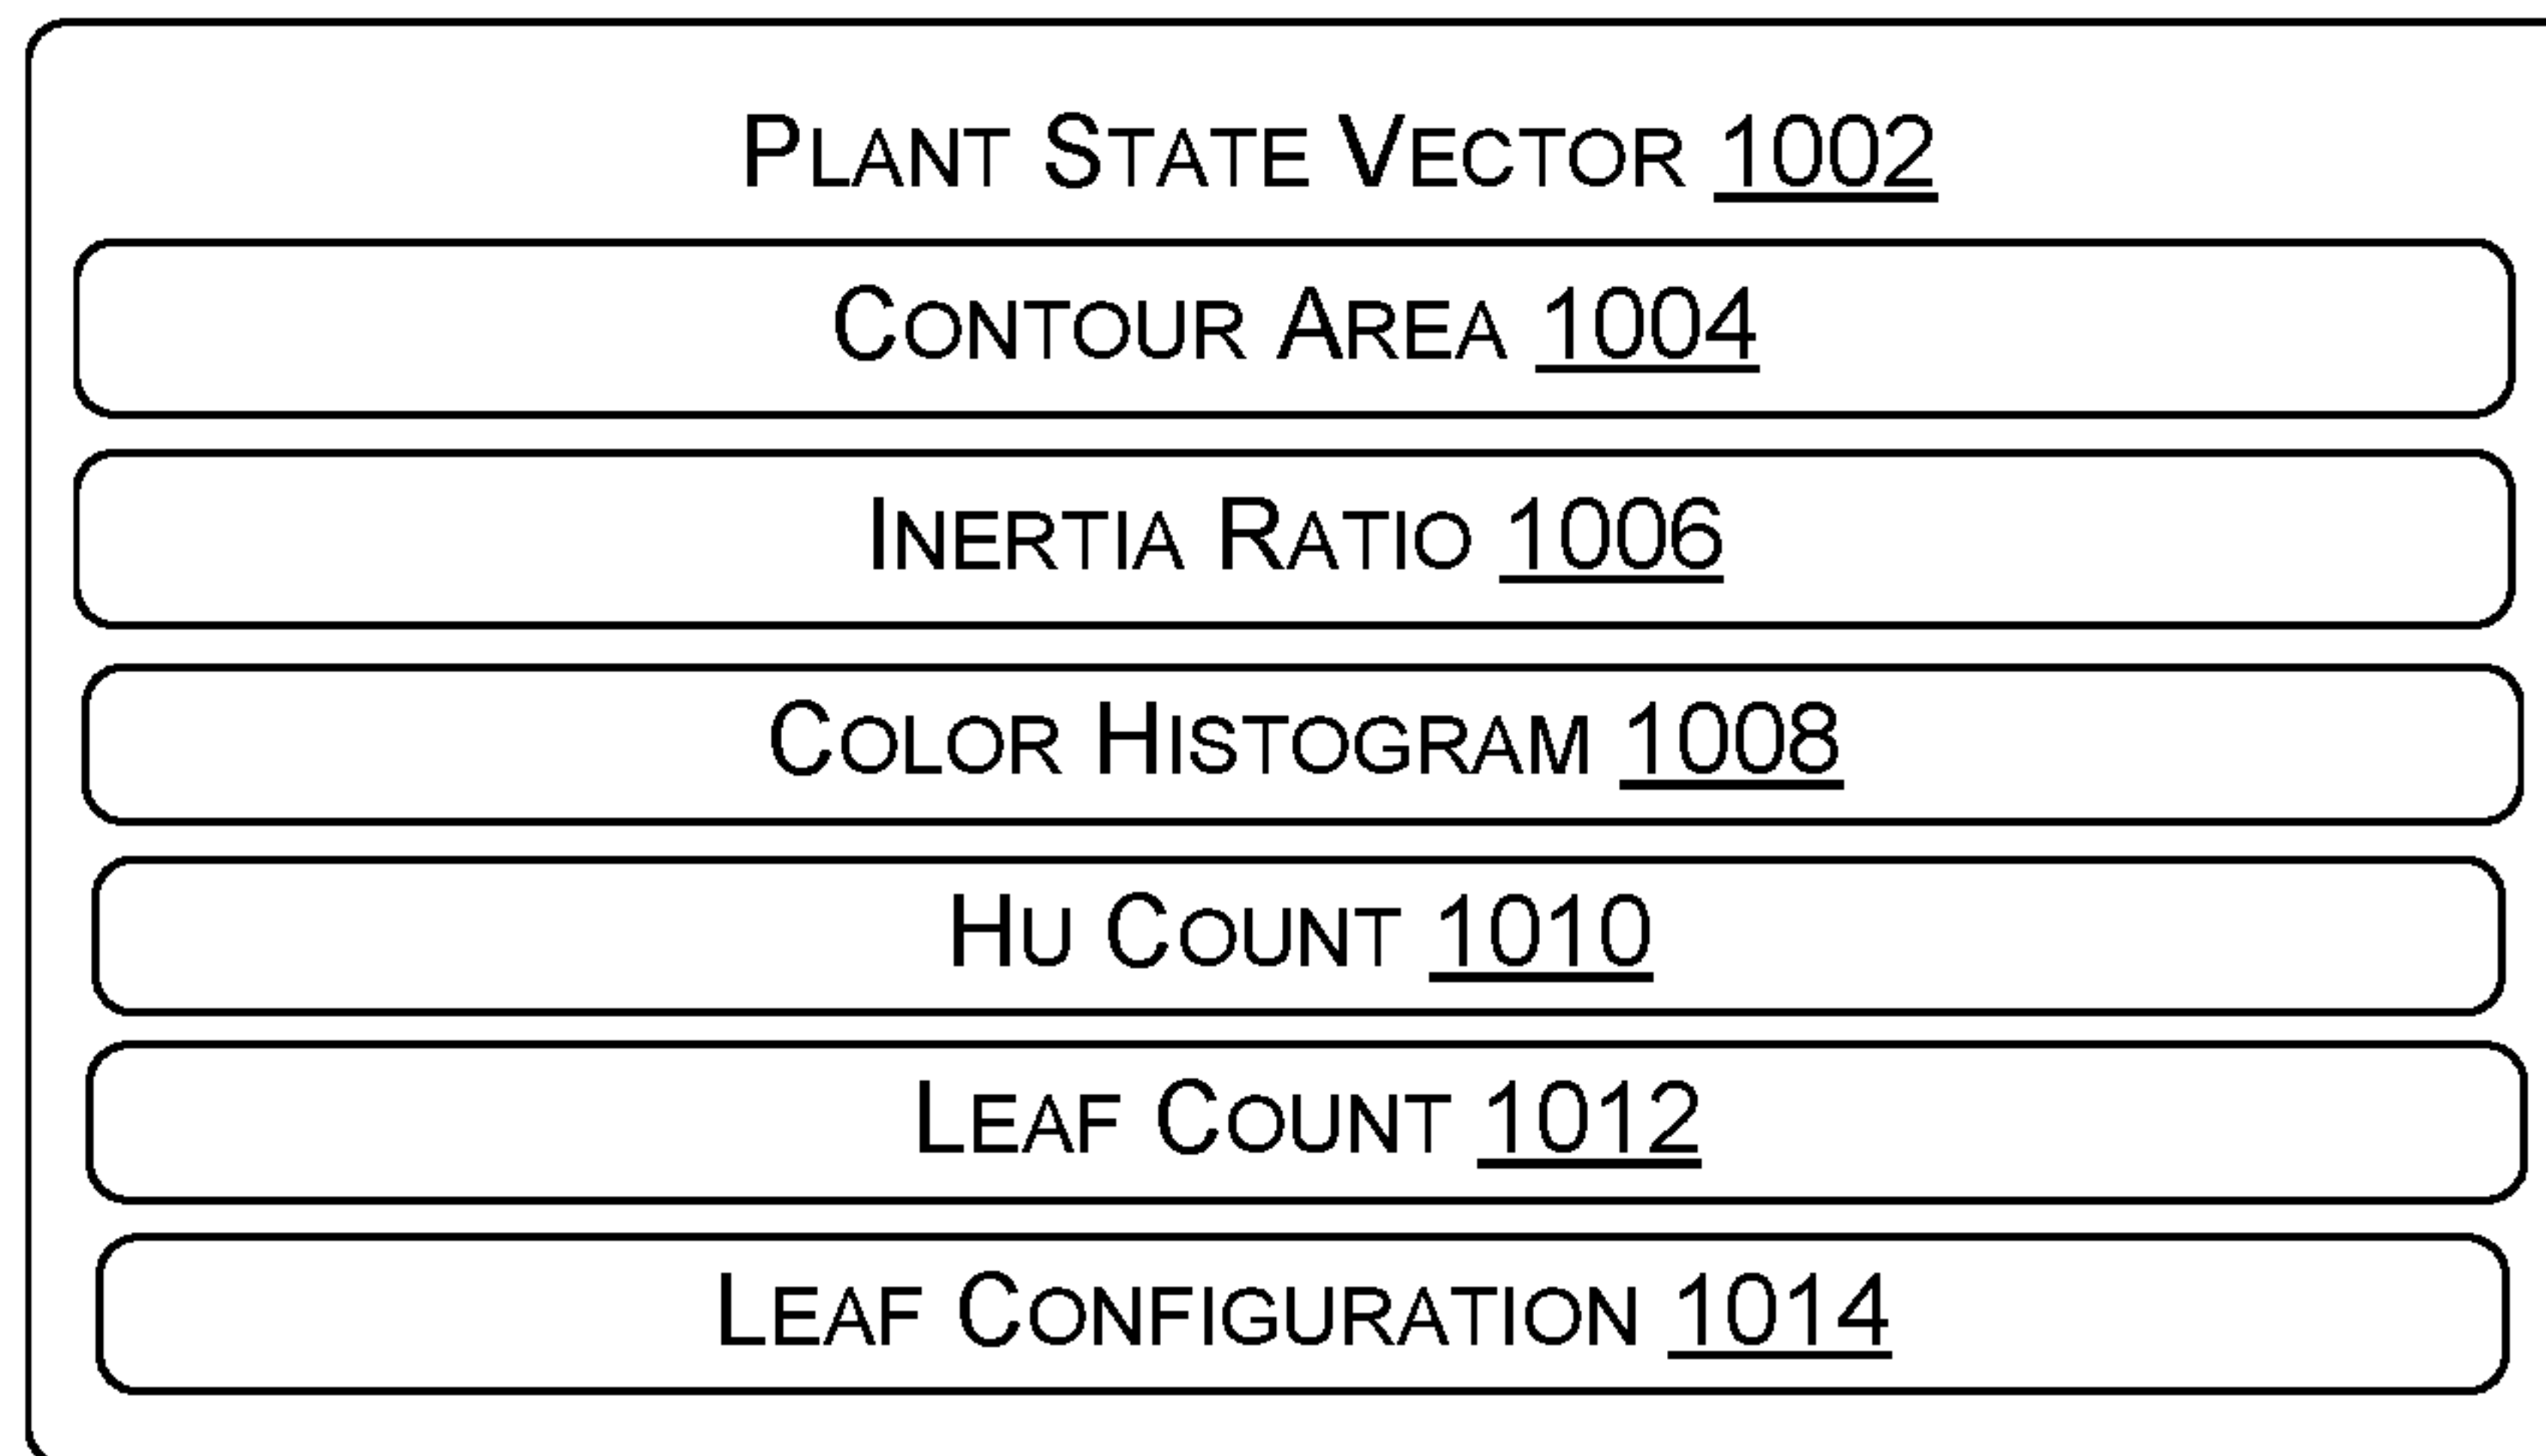 PLANT STATE VECTOR 1002
CONTOUR AREA 1004
INERTIA RATIO 1006
COLOR HISTOGRAM 1008
HU COUNT 1010
LEAF COUNT 1012
LEAF CONFIGURATION 1014